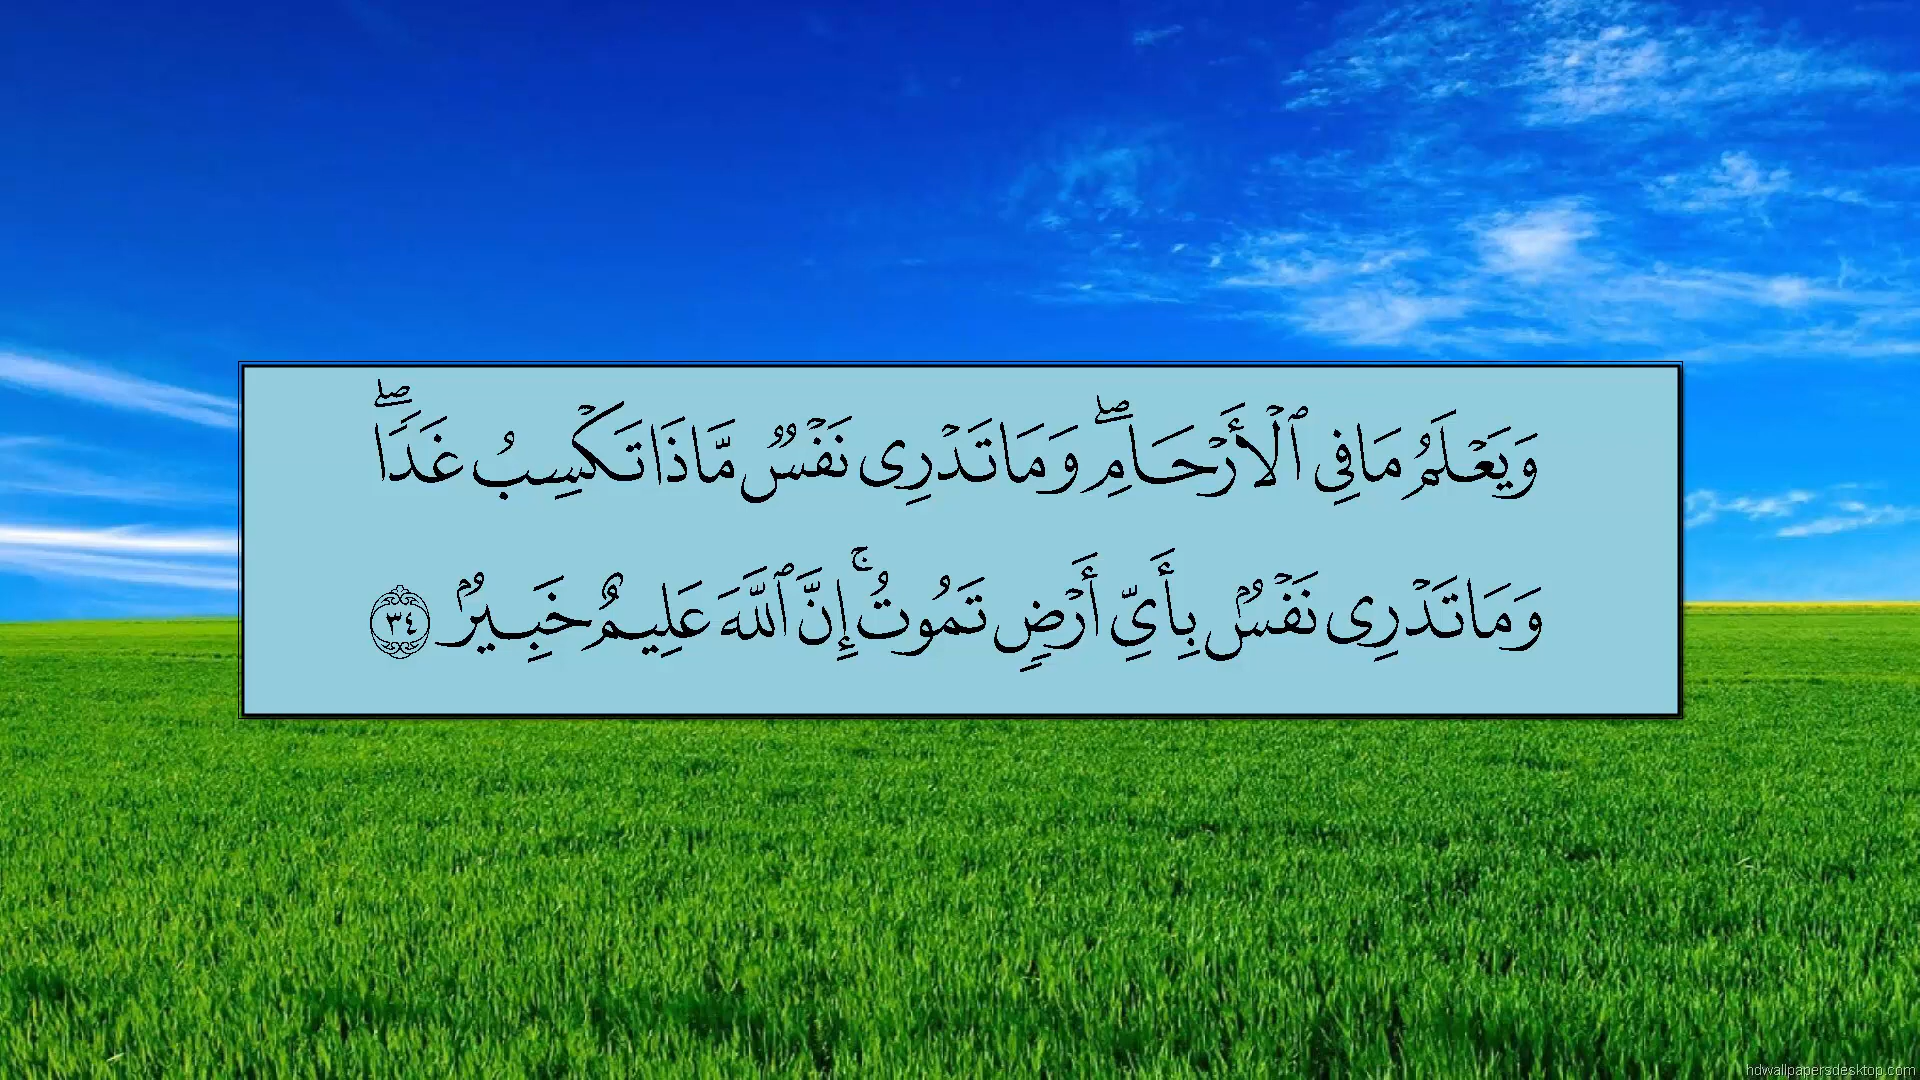 وَيَعْلَمُ مَا فِى ٱلْأَرْحَامِ ۖ وَمَا تَدْرِى نَفْسٌ مَّاذَا تَكْسِبُ غَدًا ۖ
وَمَا تَدْرِى نَفْسٌۢ بِأَىِّ أَرْضٍ تَمُوتُ ۚ إِنَّ ٱللَّهَ عَلِيمٌ خَبِيرٌۢ ٣٤
hdwallpapersdesktop.com